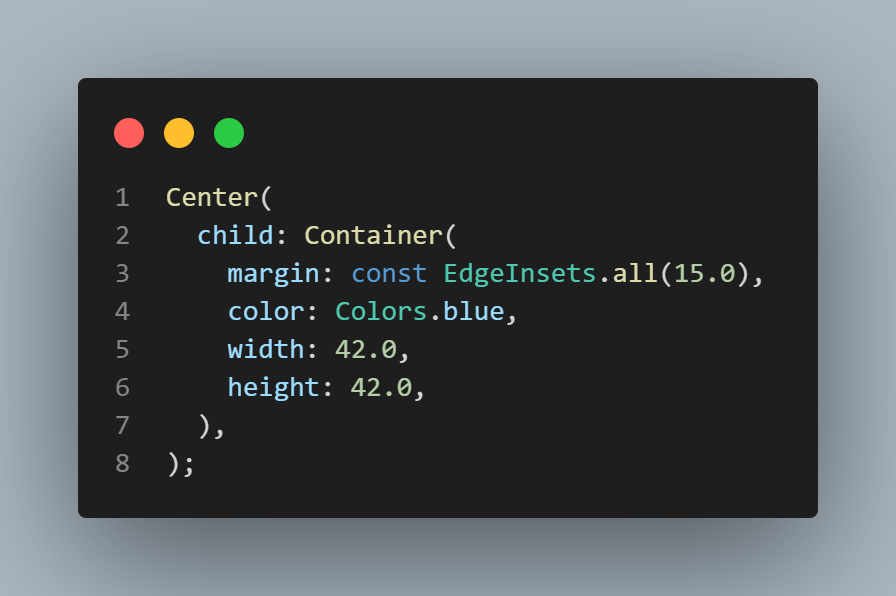 1 Center(
2   child: Container(
3     margin: const EdgeInsets.all(15.0),
4     color: Colors.blue,
5     width: 42.0,
6     height: 42.0,
7   ),
8 );